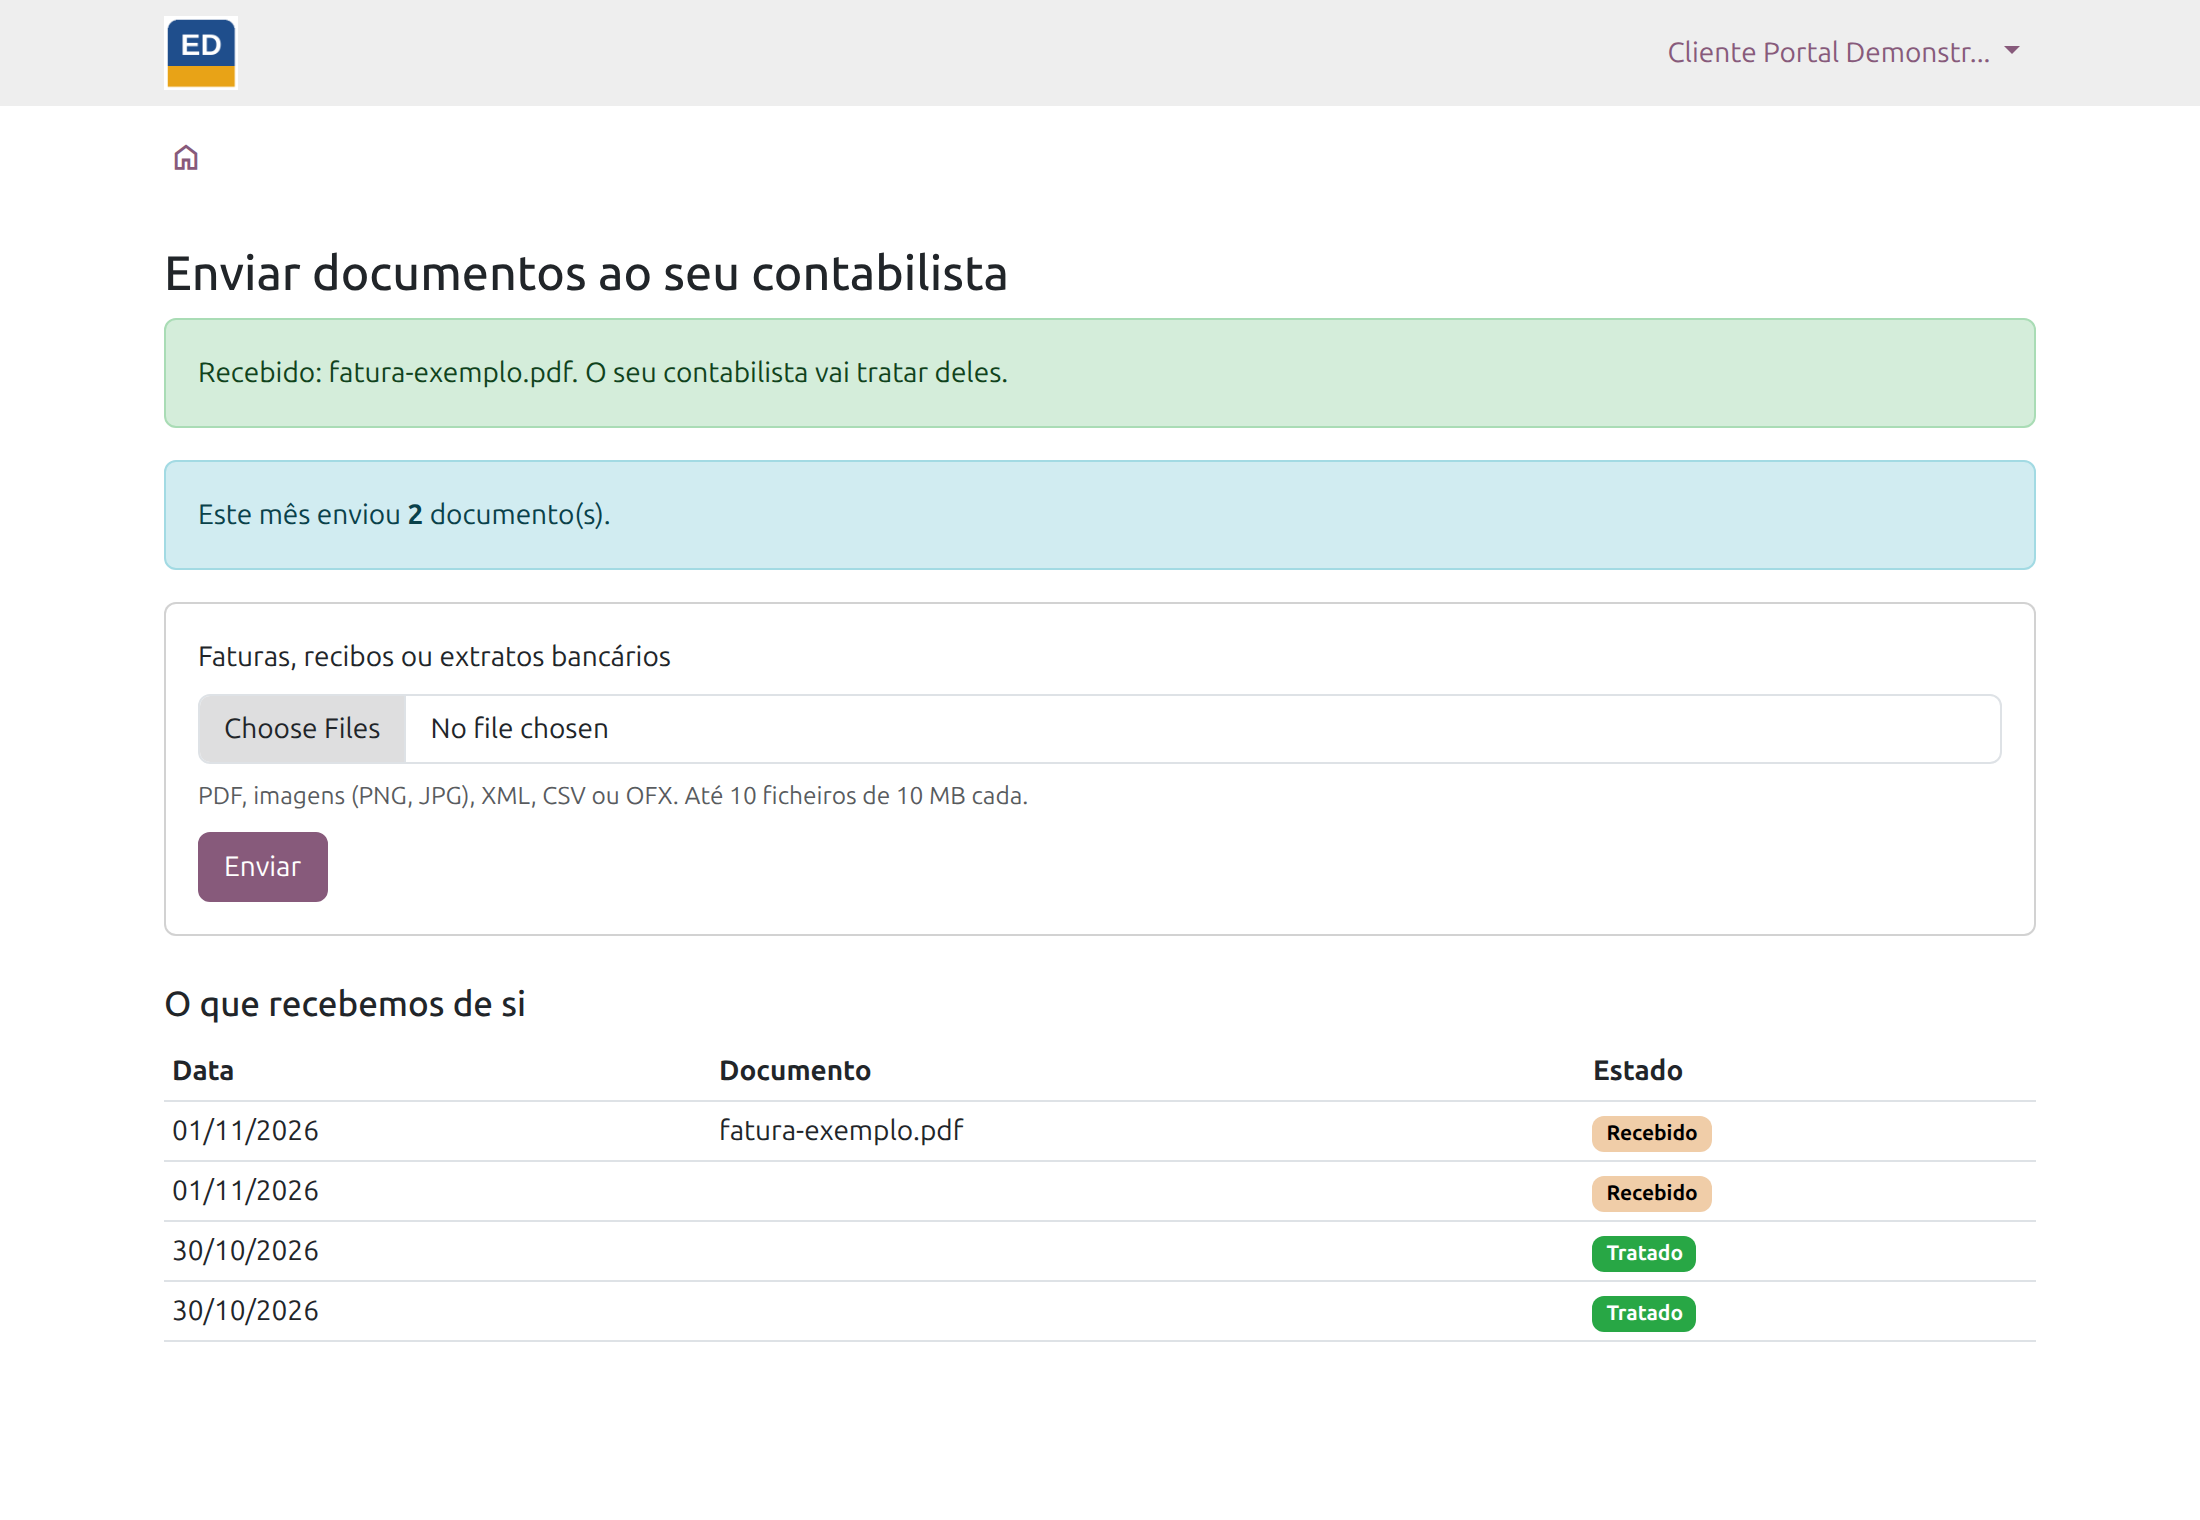 ED
Cliente Portal Demonstr...
Enviar documentos ao seu contabilista
Recebido: fatura-exemplo.pdf. O seu contabilista vai tratar deles.
Este mês enviou 2 documento(s).
Faturas, recibos ou extratos bancários
Choose Files No file chosen
PDF, imagens (PNG, JPG), XML, CSV ou OFX. Até 10 ficheiros de 10 MB cada.
Enviar
O que recebemos de si
Data Documento Estado
01/11/2026 fatura-exemplo.pdf Recebido
01/11/2026 Recebido
30/10/2026 Tratado
30/10/2026 Tratado